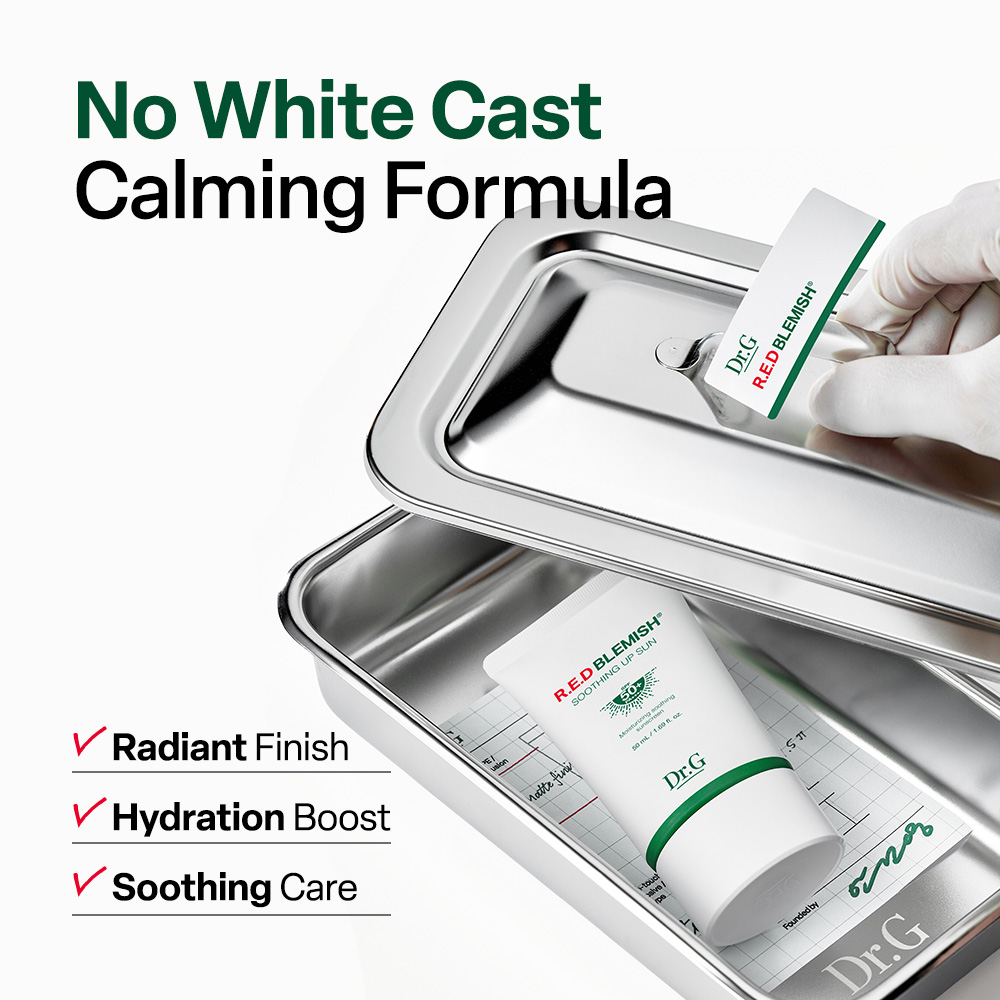 No White Cast
Calming Formula
Dr.G
R.E.D BLEMISH®
R.E.D BLEMISH®
SOOTHING UP SUN
SPF
50+
Moisturizing soothing
sunscreen
50 mL / 1.69 fl. oz.
Dr.G
Radiant Finish
Hydration Boost
Soothing Care
Founded by
Dr.G